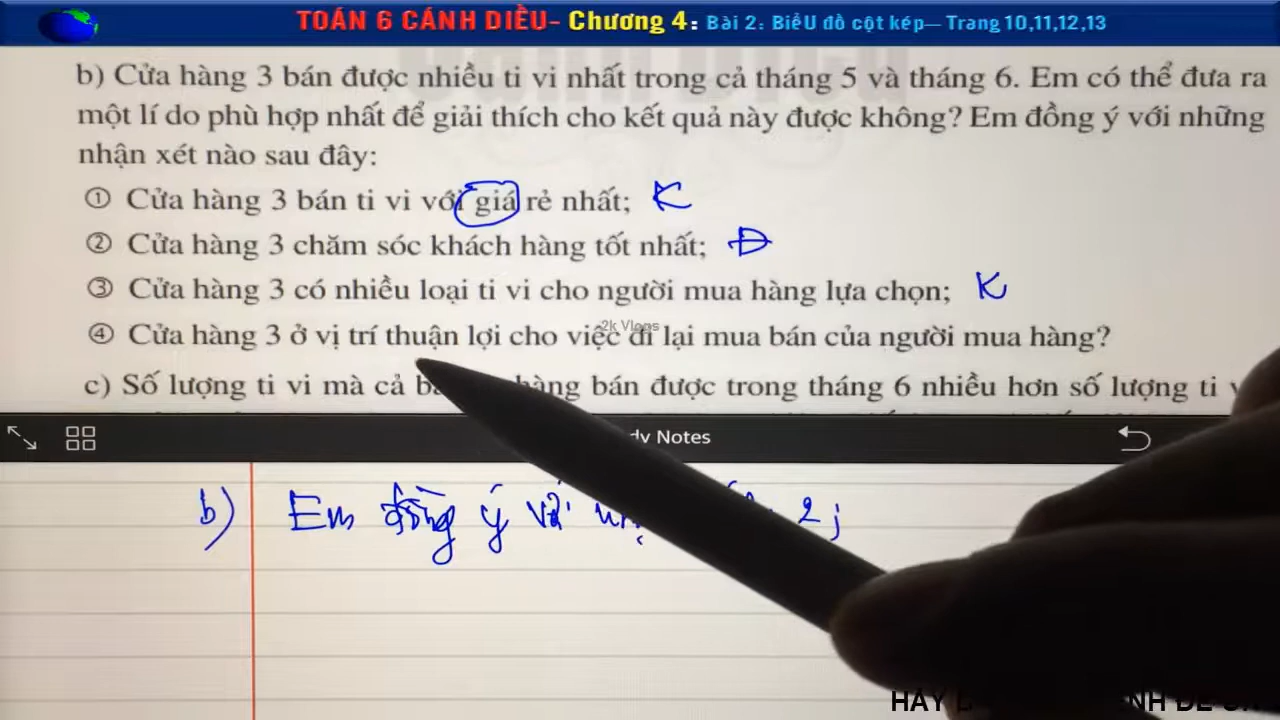 TOÁN 6 CÁNH DIỀU- Chương 4: Bài 2: BiểU đồ cột kép— Trang 10,11,12,13
b) Cửa hàng 3 bán được nhiều ti vi nhất trong cả tháng 5 và tháng 6. Em có thể đưa ra
một lí do phù hợp nhất để giải thích cho kết quả này được không? Em đồng ý với những
nhận xét nào sau đây:
① Cửa hàng 3 bán ti vi với giá rẻ nhất; K
② Cửa hàng 3 chăm sóc khách hàng tốt nhất; Đ
③ Cửa hàng 3 có nhiều loại ti vi cho người mua hàng lựa chọn; K
2k Vlogs
④ Cửa hàng 3 ở vị trí thuận lợi cho việc đi lại mua bán của người mua hàng?
c) Số lượng ti vi mà cả hàng bán được trong tháng 6 nhiều hơn số lượng ti
Notes
b) Em đồng ý với 2;